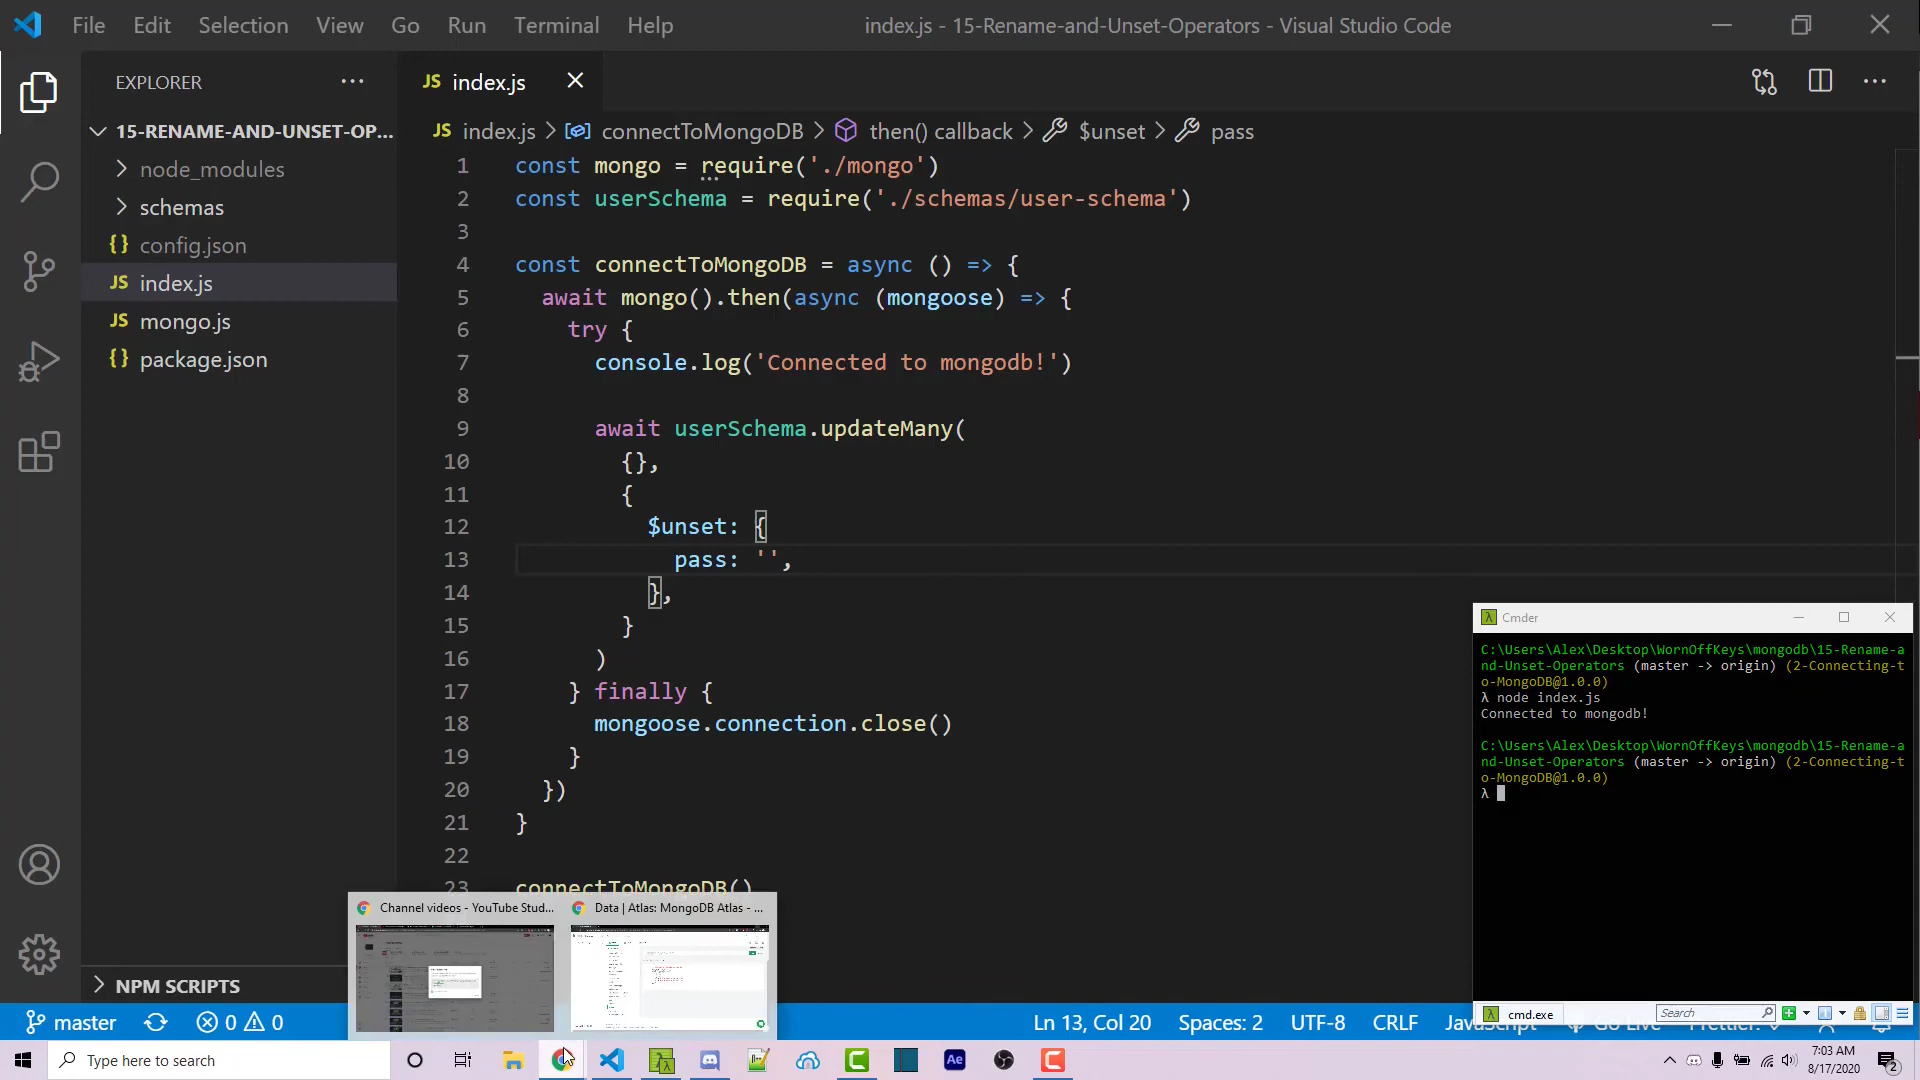 File Edit Selection View Go Run Terminal Help
index.js - 15-Rename-and-Unset-Operators - Visual Studio Code
EXPLORER
15-RENAME-AND-UNSET-OP...
node_modules
schemas
{} config.json
JS index.js
JS mongo.js
{} package.json
NPM SCRIPTS
JS index.js
JS index.js > connectToMongoDB > then() callback > $unset > pass
1 const mongo = require('./mongo')
2 const userSchema = require('./schemas/user-schema')
3
4 const connectToMongoDB = async () => {
5 await mongo().then(async (mongoose) => {
6 try {
7 console.log('Connected to mongodb!')
8
9 await userSchema.updateMany(
10 {},
11 {
12 $unset: {
13 pass: '',
14 },
15 }
16 )
17 } finally {
18 mongoose.connection.close()
19 }
20 })
21 }
22
23 connectToMongoDB()
Cmder
C:\Users\Alex\Desktop\WornOffKeys\mongodb\15-Rename-a
nd-Unset-Operators (master -> origin) (2-Connecting-t
o-MongoDB@1.0.0)
λ node index.js
Connected to mongodb!
C:\Users\Alex\Desktop\WornOffKeys\mongodb\15-Rename-a
nd-Unset-Operators (master -> origin) (2-Connecting-t
o-MongoDB@1.0.0)
λ
cmd.exe
Search
Channel videos - YouTube Stud...
Data | Atlas: MongoDB Atlas - ...
master
0 0
Ln 13, Col 20 Spaces: 2 UTF-8 CRLF JavaScript Go Live Prettier
Type here to search
Ae
7:03 AM
8/17/2020
2